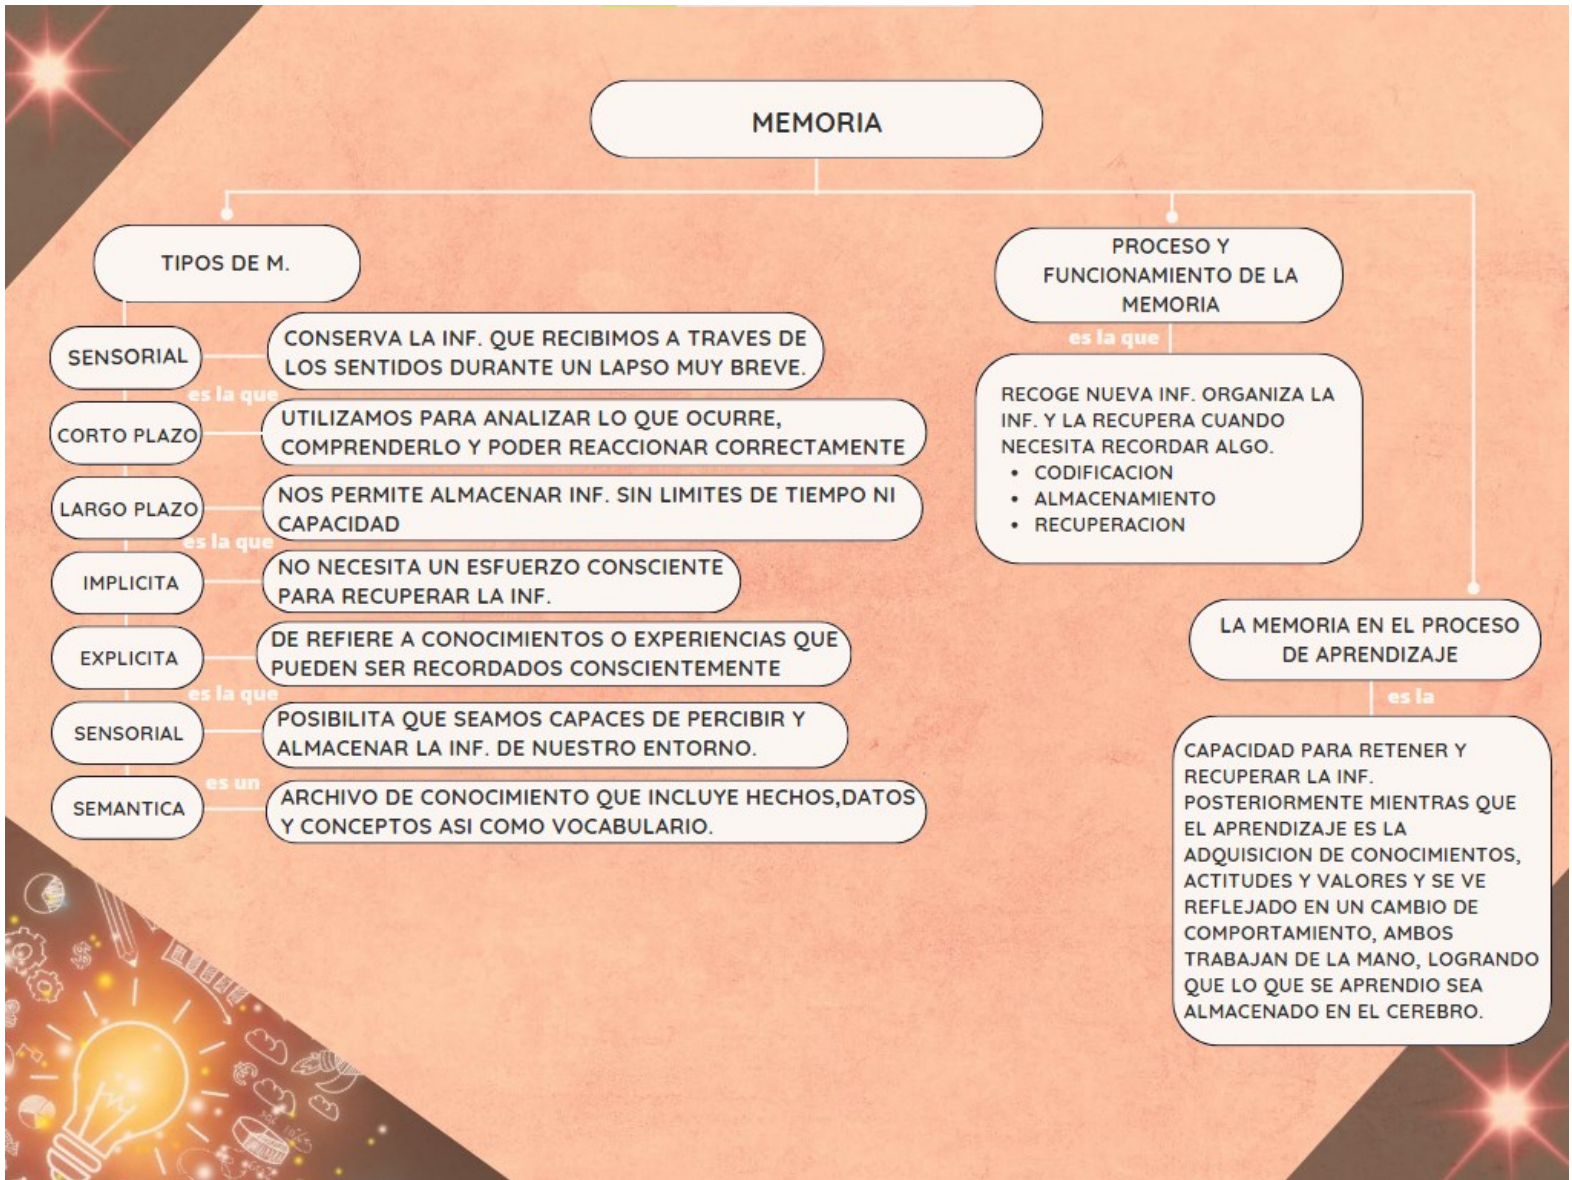 MEMORIA
TIPOS DE M.
SENSORIAL
CONSERVA LA INF. QUE RECIBIMOS A TRAVES DE
LOS SENTIDOS DURANTE UN LAPSO MUY BREVE.
es la que
CORTO PLAZO
UTILIZAMOS PARA ANALIZAR LO QUE OCURRE,
COMPRENDERLO Y PODER REACCIONAR CORRECTAMENTE
LARGO PLAZO
NOS PERMITE ALMACENAR INF. SIN LIMITES DE TIEMPO NI
CAPACIDAD
es la que
IMPLICITA
NO NECESITA UN ESFUERZO CONSCIENTE
PARA RECUPERAR LA INF.
EXPLICITA
DE REFIERE A CONOCIMIENTOS O EXPERIENCIAS QUE
PUEDEN SER RECORDADOS CONSCIENTEMENTE
es la que
SENSORIAL
POSIBILITA QUE SEAMOS CAPACES DE PERCIBIR Y
ALMACENAR LA INF. DE NUESTRO ENTORNO.
es un
SEMANTICA
ARCHIVO DE CONOCIMIENTO QUE INCLUYE HECHOS,DATOS
Y CONCEPTOS ASI COMO VOCABULARIO.
PROCESO Y
FUNCIONAMIENTO DE LA
MEMORIA
es la que
RECOGE NUEVA INF. ORGANIZA LA
INF. Y LA RECUPERA CUANDO
NECESITA RECORDAR ALGO.
• CODIFICACION
• ALMACENAMIENTO
• RECUPERACION
LA MEMORIA EN EL PROCESO
DE APRENDIZAJE
es la
CAPACIDAD PARA RETENER Y
RECUPERAR LA INF.
POSTERIORMENTE MIENTRAS QUE
EL APRENDIZAJE ES LA
ADQUISICION DE CONOCIMIENTOS,
ACTITUDES Y VALORES Y SE VE
REFLEJADO EN UN CAMBIO DE
COMPORTAMIENTO, AMBOS
TRABAJAN DE LA MANO, LOGRANDO
QUE LO QUE SE APRENDIO SEA
ALMACENADO EN EL CEREBRO.